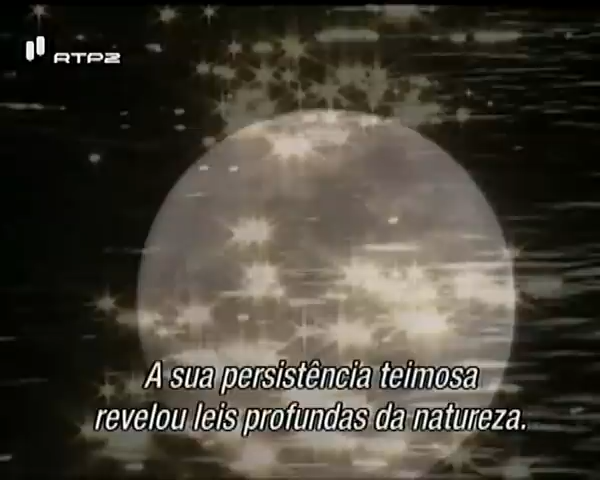 RTP2
A sua persistência teimosa
revelou leis profundas da natureza.